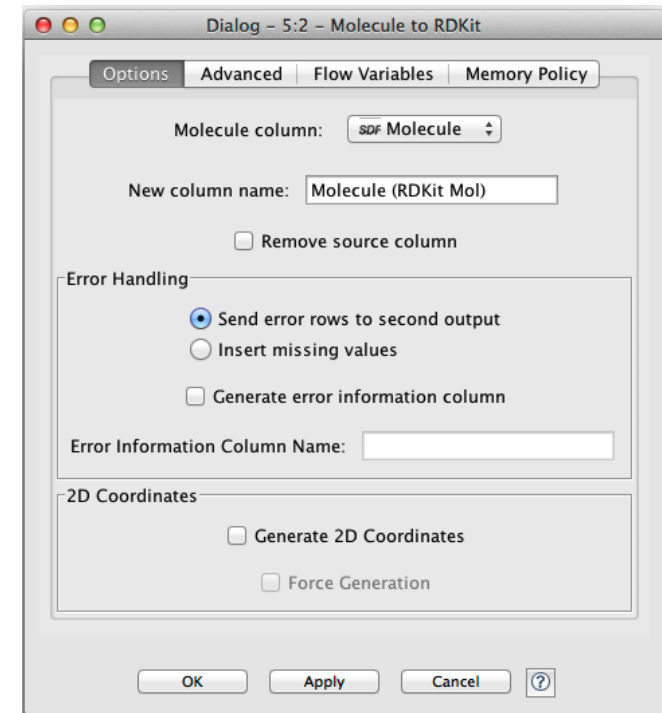 Dialog – 5:2 – Molecule to RDKit
Options Advanced Flow Variables Memory Policy
Molecule column: SDF Molecule
New column name: Molecule (RDKit Mol)
Remove source column
Error Handling
Send error rows to second output
Insert missing values
Generate error information column
Error Information Column Name:
2D Coordinates
Generate 2D Coordinates
Force Generation
OK Apply Cancel ?